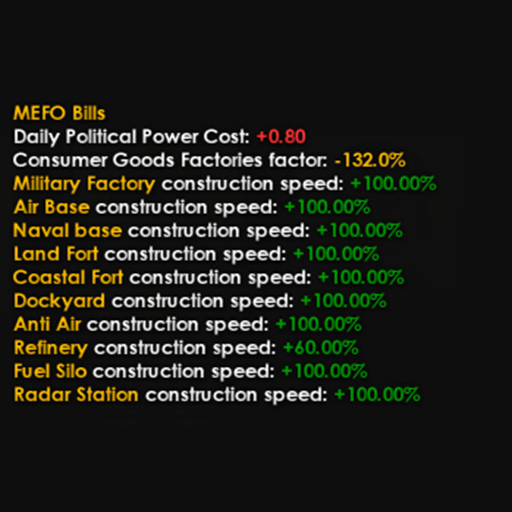 MEFO Bills
Daily Political Power Cost: +0.80
Consumer Goods Factories factor: -132.0%
Military Factory construction speed: +100.00%
Air Base construction speed: +100.00%
Naval base construction speed: +100.00%
Land Fort construction speed: +100.00%
Coastal Fort construction speed: +100.00%
Dockyard construction speed: +100.00%
Anti Air construction speed: +100.00%
Refinery construction speed: +60.00%
Fuel Silo construction speed: +100.00%
Radar Station construction speed: +100.00%